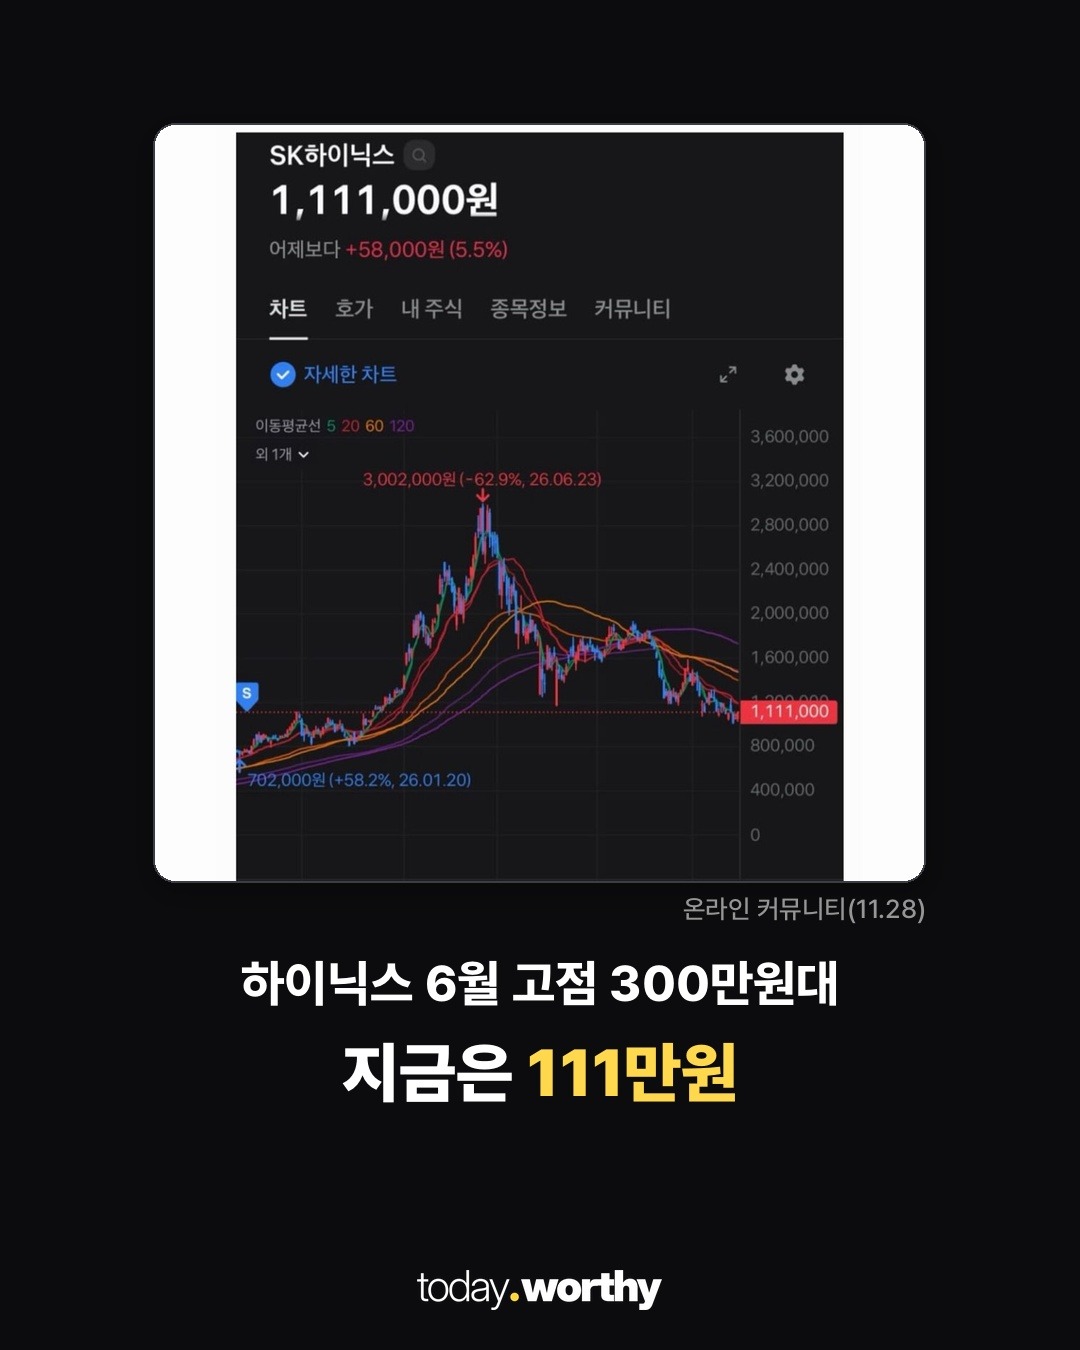 SK하이닉스
1,111,000원
어제보다 +58,000원 (5.5%)
차트 호가 내 주식 종목정보 커뮤니티
자세한 차트
이동평균선 5 20 60 120
외 1개
3,600,000
3,002,000원 (-62.9%, 26.06.23)
3,200,000
2,800,000
2,400,000
2,000,000
1,600,000
S
1,200,000
1,111,000
800,000
702,000원 (+58.2%, 26.01.20)
400,000
0
온라인 커뮤니티(11.28)
하이닉스 6월 고점 300만원대
지금은 111만원
today.worthy